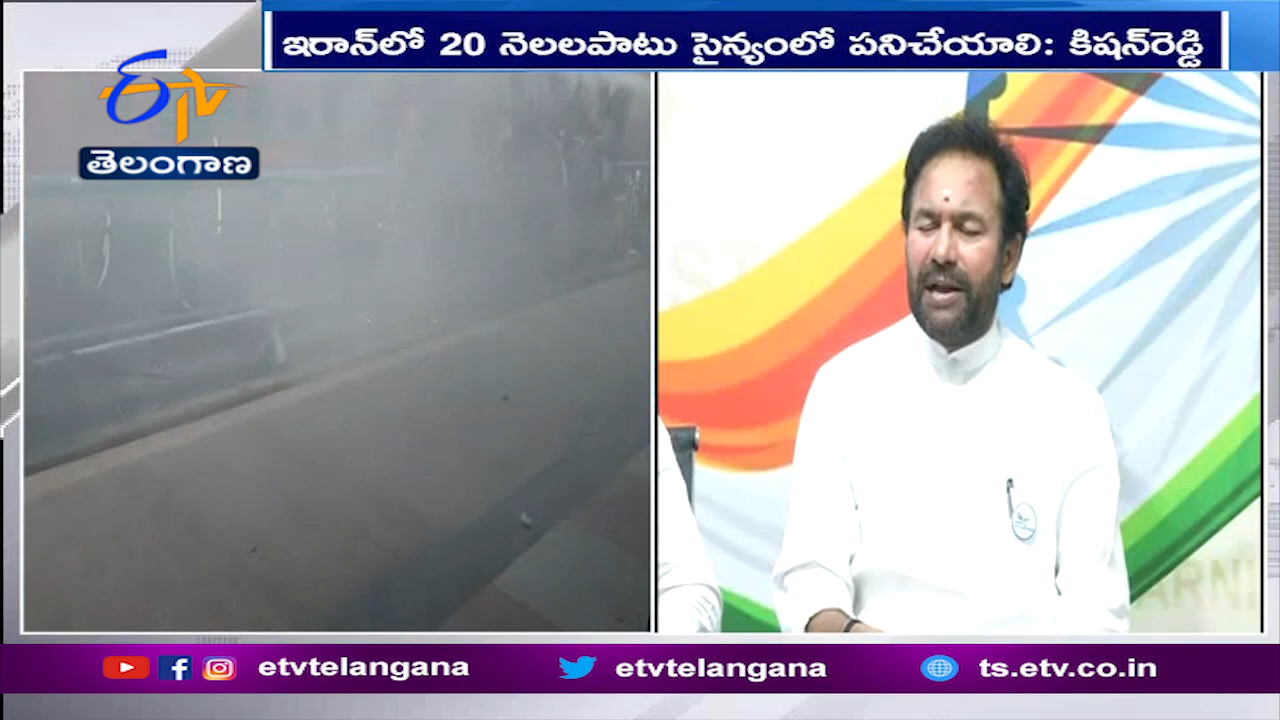 ఇరాన్‌లో 20 నెలలపాటు సైన్యంలో పనిచేయాలి: కిషన్‌రెడ్డి
 etv
తెలంగాణ
etvtelangana
etvtelangana
ts.etv.co.in